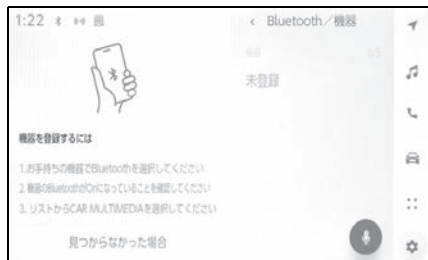 1:22
機器を登録するには
1.お手持ちの機器でBluetoothを選択してください
2.機器のBluetoothがOnになっていることを確認してください
3. リストからCAR MULTIMEDIAを選択してください
見つからなかった場合
< Bluetooth／機器
0/5
未登録